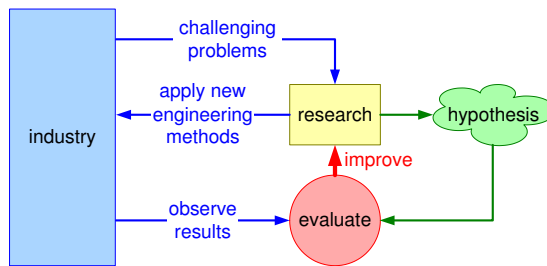 challenging
problems
apply new
engineering
methods
industry
research
hypothesis
improve
observe
results
evaluate